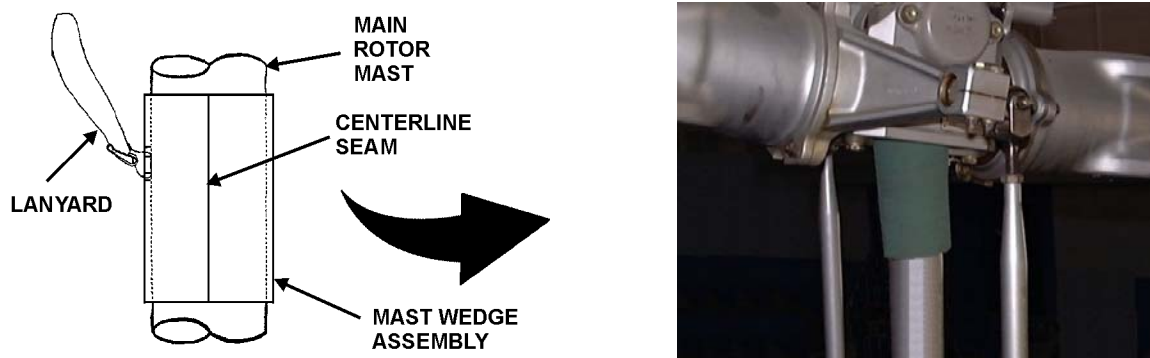 MAIN
ROTOR
MAST
CENTERLINE
SEAM
LANYARD
MAST WEDGE
ASSEMBLY